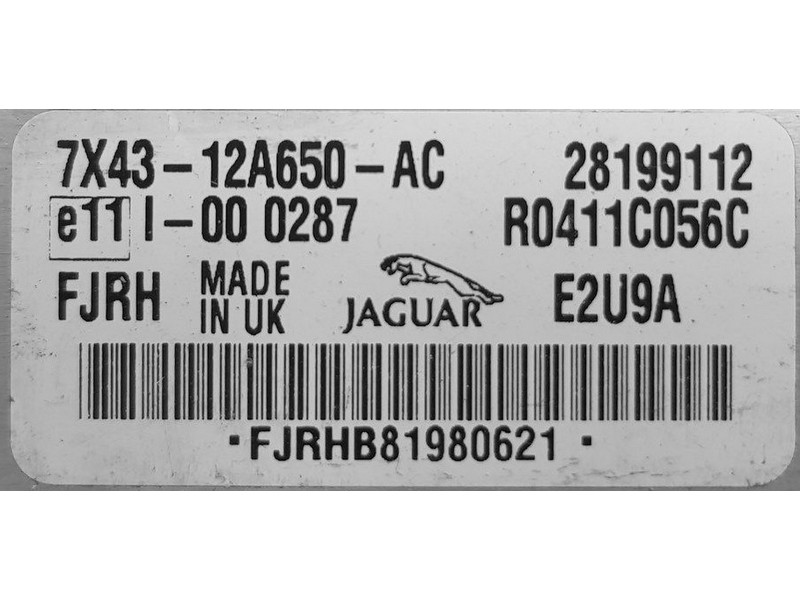 7X43-12A650-AC 28199112
e11 I-00 0287 R0411C056C
FJRH MADE IN UK JAGUAR E2U9A
•FJRHB81980621•